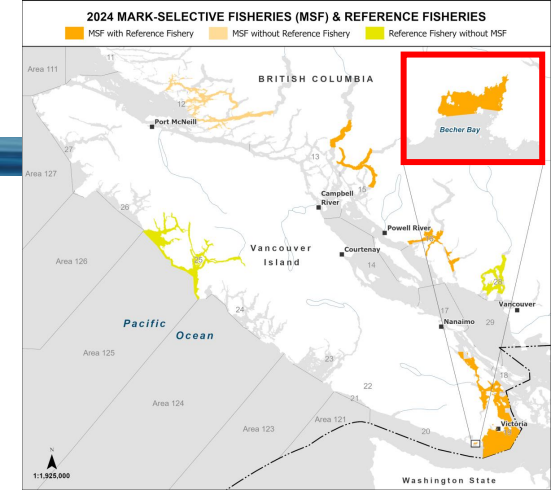 2024 MARK-SELECTIVE FISHERIES (MSF) & REFERENCE FISHERIES
MSF with Reference Fishery
MSF without Reference Fishery
Reference Fishery without MSF
Area 111
11
BRITISH COLUMBIA
Becher Bay
12
Port McNeill
27
13
Area 127
15
Campbell
River
26
Powell River
16
Vancouver
Island
Courtenay
Area 126
25
14
28
Vancouver
24
17
Nanaimo
29
Pacific
Ocean
Area 125
23
18
22
21
Area 124
Area 123
Area 121
20
Victoria
N
1:1,925,000
Washington State